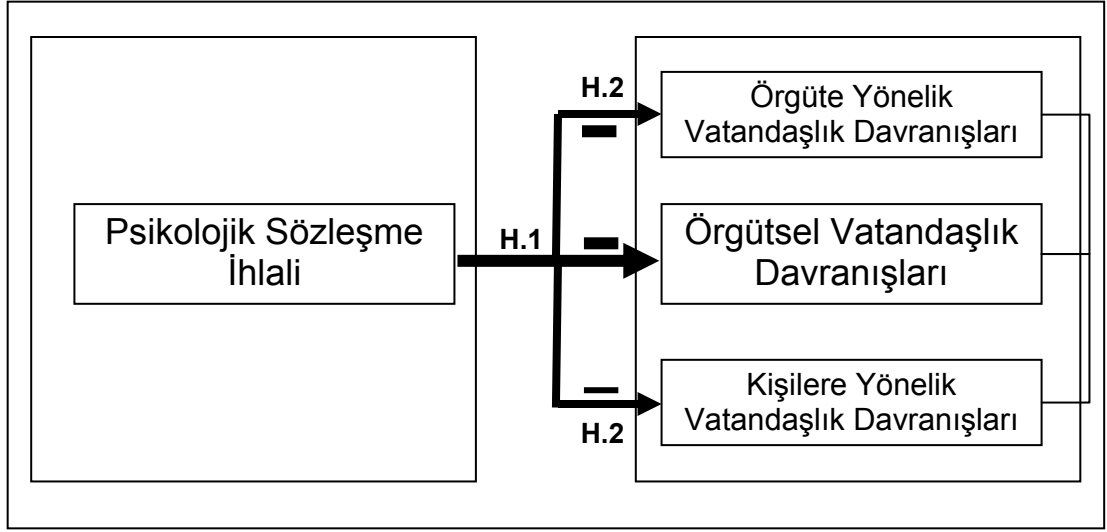 H.2
Örgüte Yönelik
Vatandaşlık Davranışları
Psikolojik Sözleşme
İhlali
H.1
Örgütsel Vatandaşlık
Davranışları
Kişilere Yönelik
Vatandaşlık Davranışları
H.2